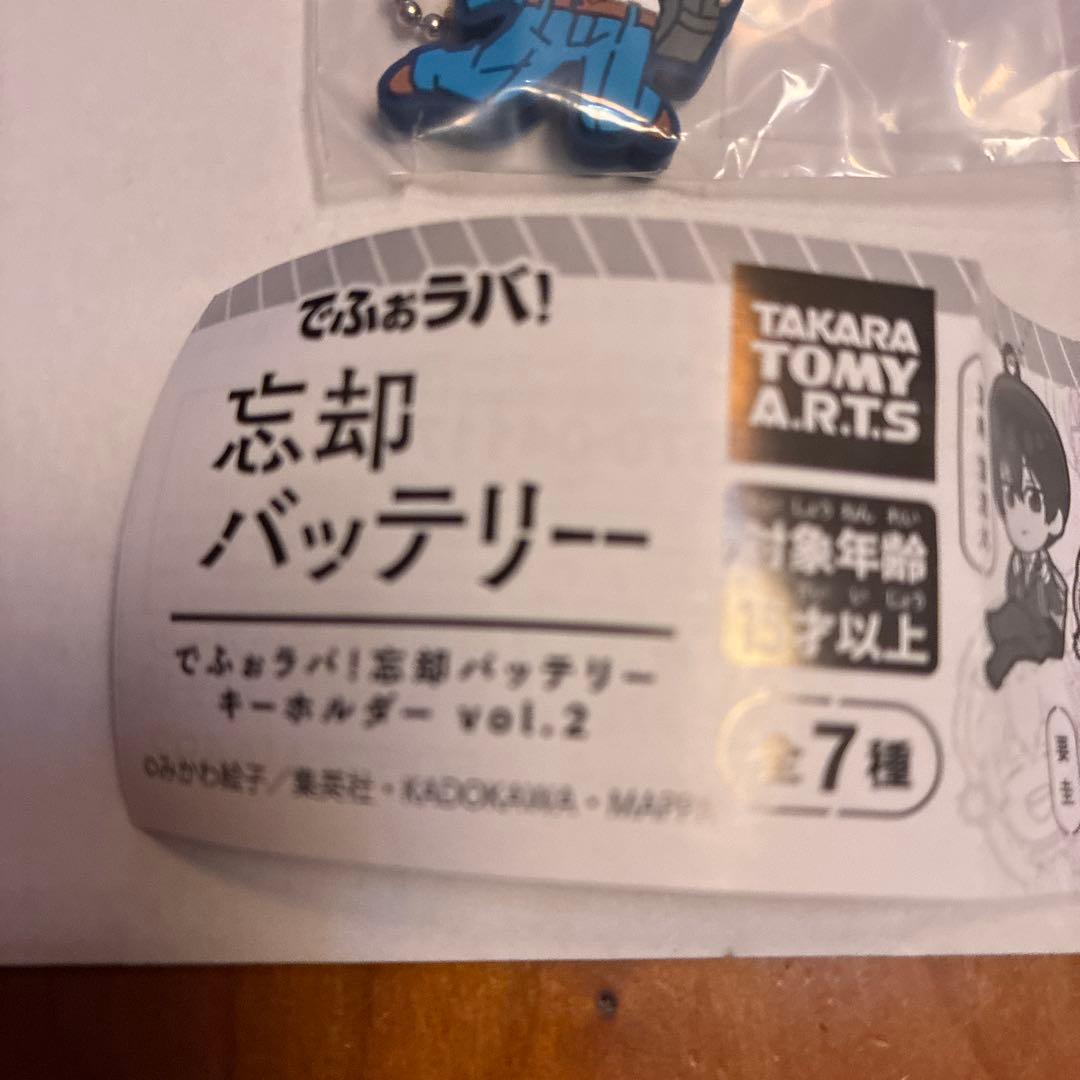 でふぉラバ!
忘却
バッテリー
でふぉラバ!忘却バッテリー
キーホルダー vol.2
©みかわ絵子/集英社・KADOKAWA・MAPPA
TAKARA
TOMY
A.R.T.S
対象年齢
15才以上
全7種